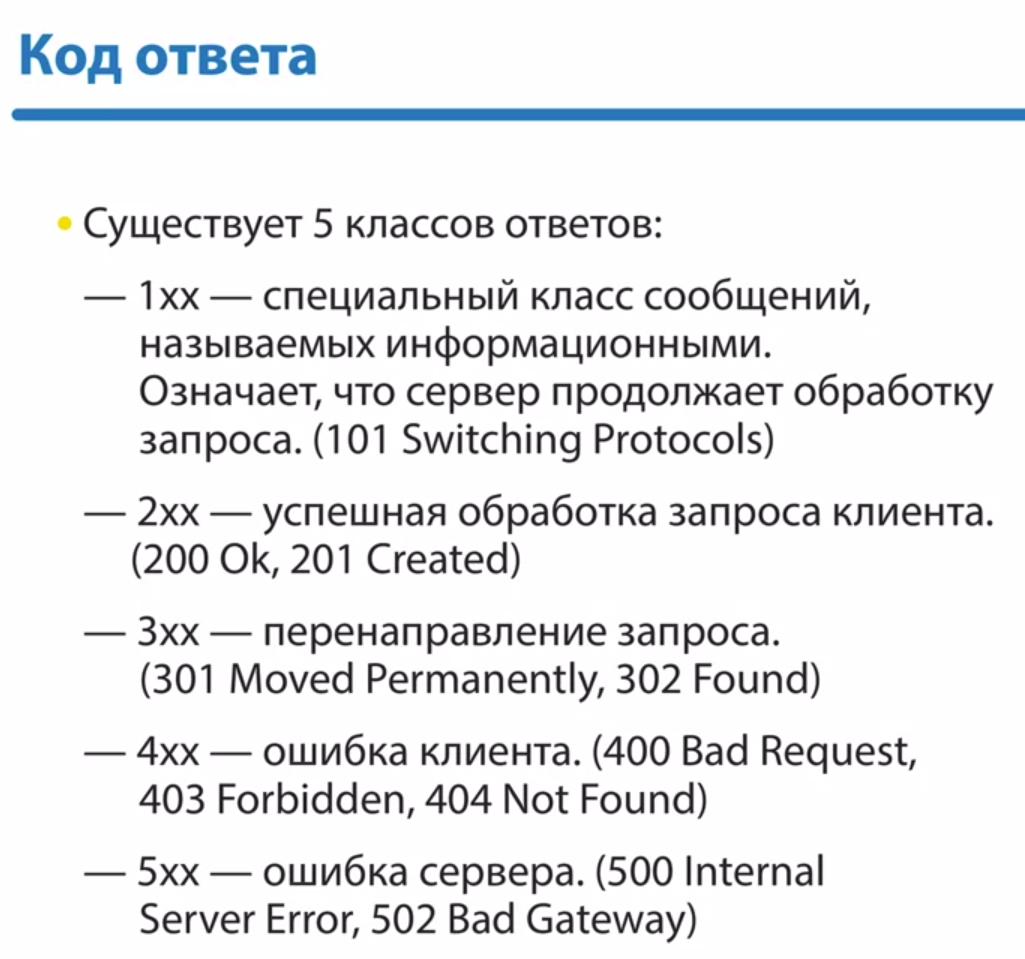 Код ответа
• Существует 5 классов ответов:
— 1xx — специальный класс сообщений,
называемых информационными.
Означает, что сервер продолжает обработку
запроса. (101 Switching Protocols)
— 2xx — успешная обработка запроса клиента.
(200 Ok, 201 Created)
— 3xx — перенаправление запроса.
(301 Moved Permanently, 302 Found)
— 4xx — ошибка клиента. (400 Bad Request,
403 Forbidden, 404 Not Found)
— 5xx — ошибка сервера. (500 Internal
Server Error, 502 Bad Gateway)